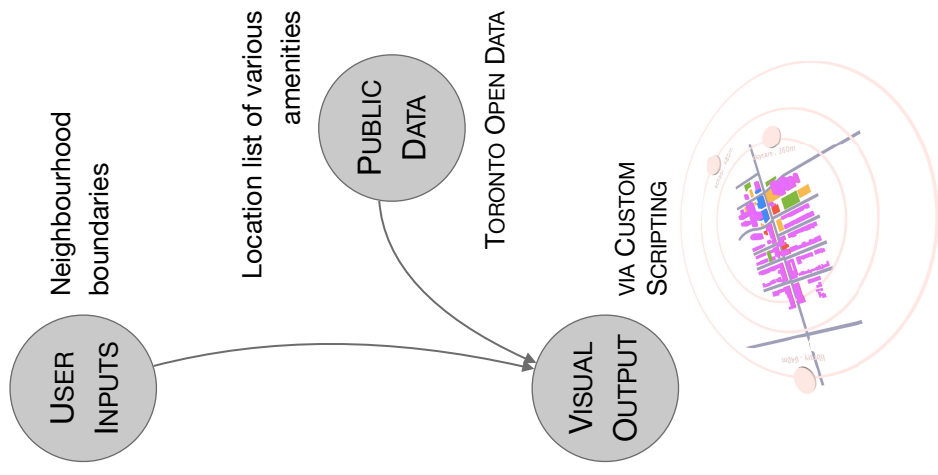 USER
INPUTS
Neighbourhood
boundaries
Location list of various
amenities
PUBLIC
DATA
TORONTO OPEN DATA
VISUAL
OUTPUT
VIA CUSTOM
SCRIPTING